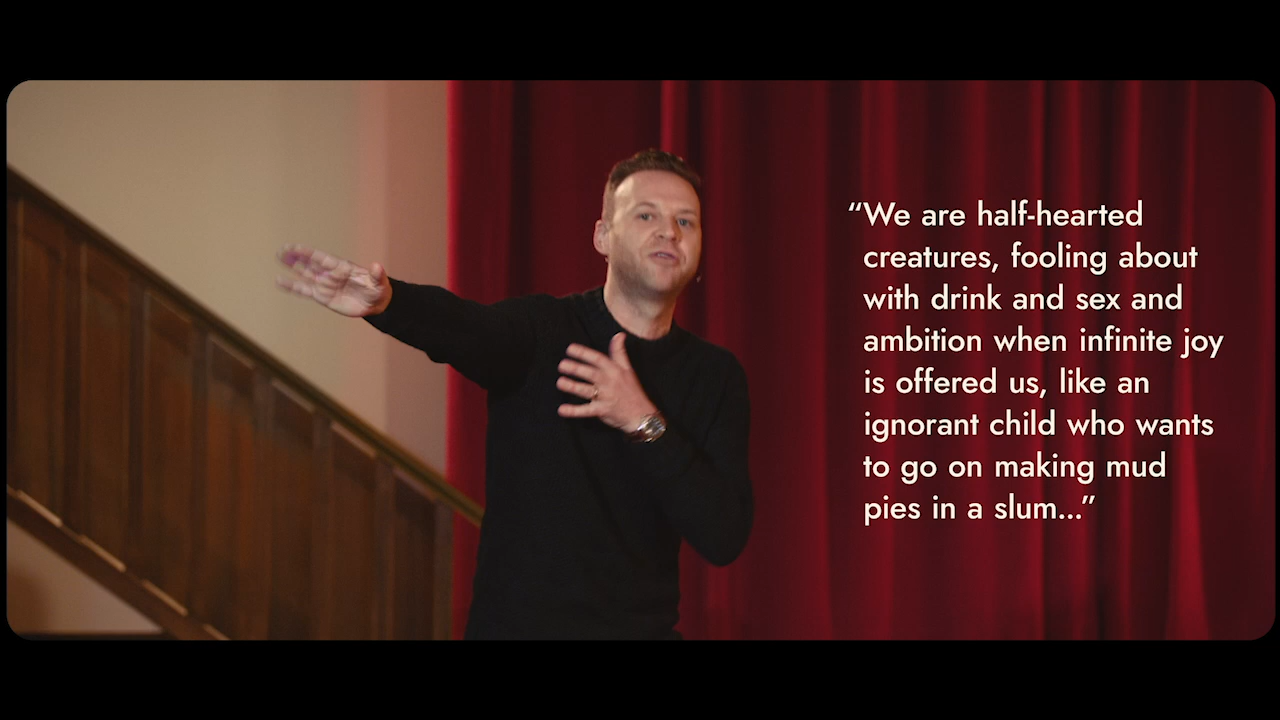 “We are half-hearted
creatures, fooling about
with drink and sex and
ambition when infinite joy
is offered us, like an
ignorant child who wants
to go on making mud
pies in a slum...”